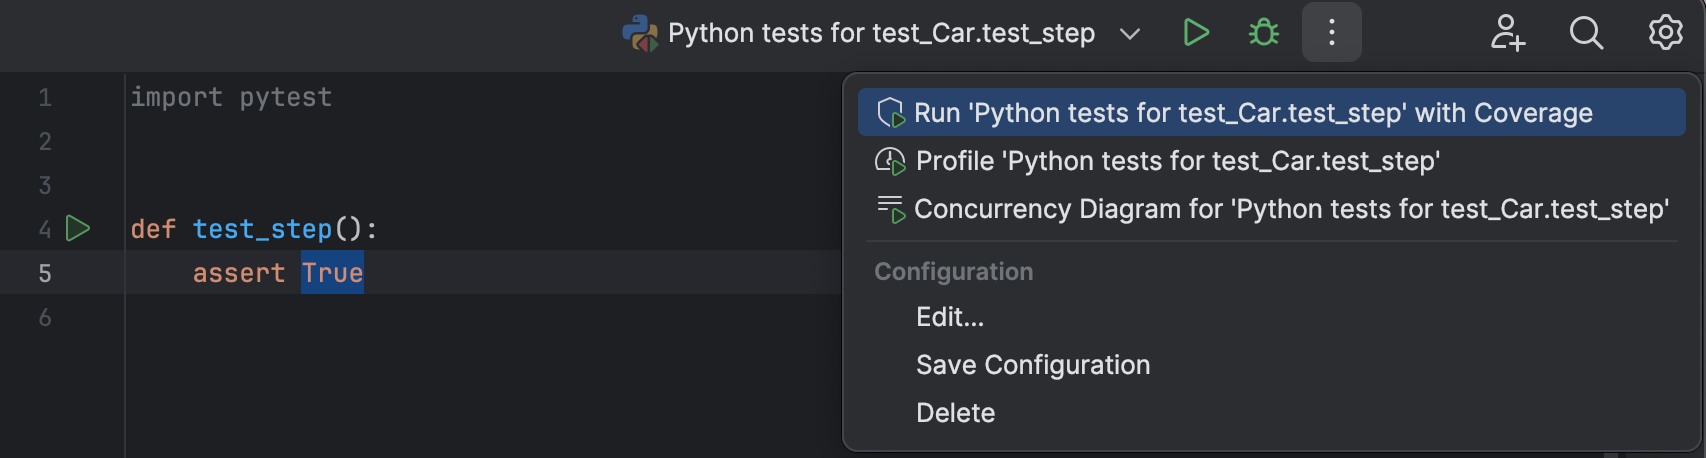 Python tests for test_Car.test_step
1 import pytest
2
3
4 def test_step():
5 assert True
6
Run 'Python tests for test_Car.test_step' with Coverage
Profile 'Python tests for test_Car.test_step'
Concurrency Diagram for 'Python tests for test_Car.test_step'
Configuration
Edit...
Save Configuration
Delete